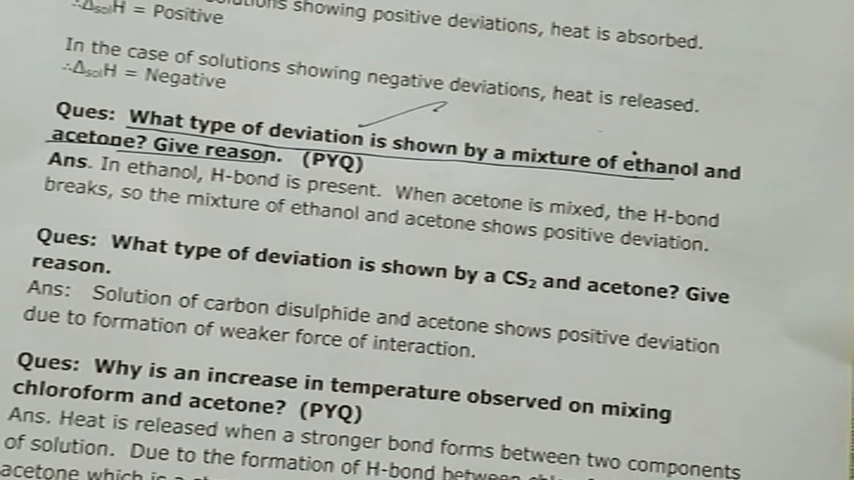 solutions showing positive deviations, heat is absorbed.
∴ΔsolH = Positive
In the case of solutions showing negative deviations, heat is released.
∴ΔsolH = Negative
Ques: What type of deviation is shown by a mixture of ethanol and
acetone? Give reason. (PYQ)
Ans. In ethanol, H-bond is present. When acetone is mixed, the H-bond
breaks, so the mixture of ethanol and acetone shows positive deviation.
Ques: What type of deviation is shown by a CS₂ and acetone? Give
reason.
Ans: Solution of carbon disulphide and acetone shows positive deviation
due to formation of weaker force of interaction.
Ques: Why is an increase in temperature observed on mixing
chloroform and acetone? (PYQ)
Ans. Heat is released when a stronger bond forms between two components
of solution. Due to the formation of H-bond between
acetone which is a